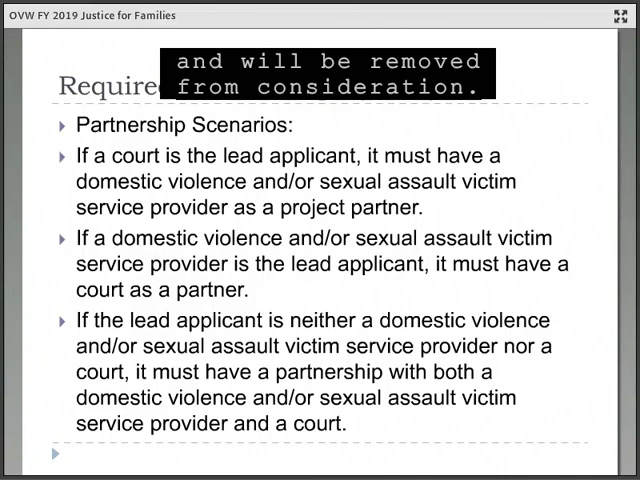 OVW FY 2019 Justice for Families
and will be removed
from consideration.
Partnership Scenarios:
If a court is the lead applicant, it must have a
domestic violence and/or sexual assault victim
service provider as a project partner.
If a domestic violence and/or sexual assault victim
service provider is the lead applicant, it must have a
court as a partner.
If the lead applicant is neither a domestic violence
and/or sexual assault victim service provider nor a
court, it must have a partnership with both a
domestic violence and/or sexual assault victim
service provider and a court.